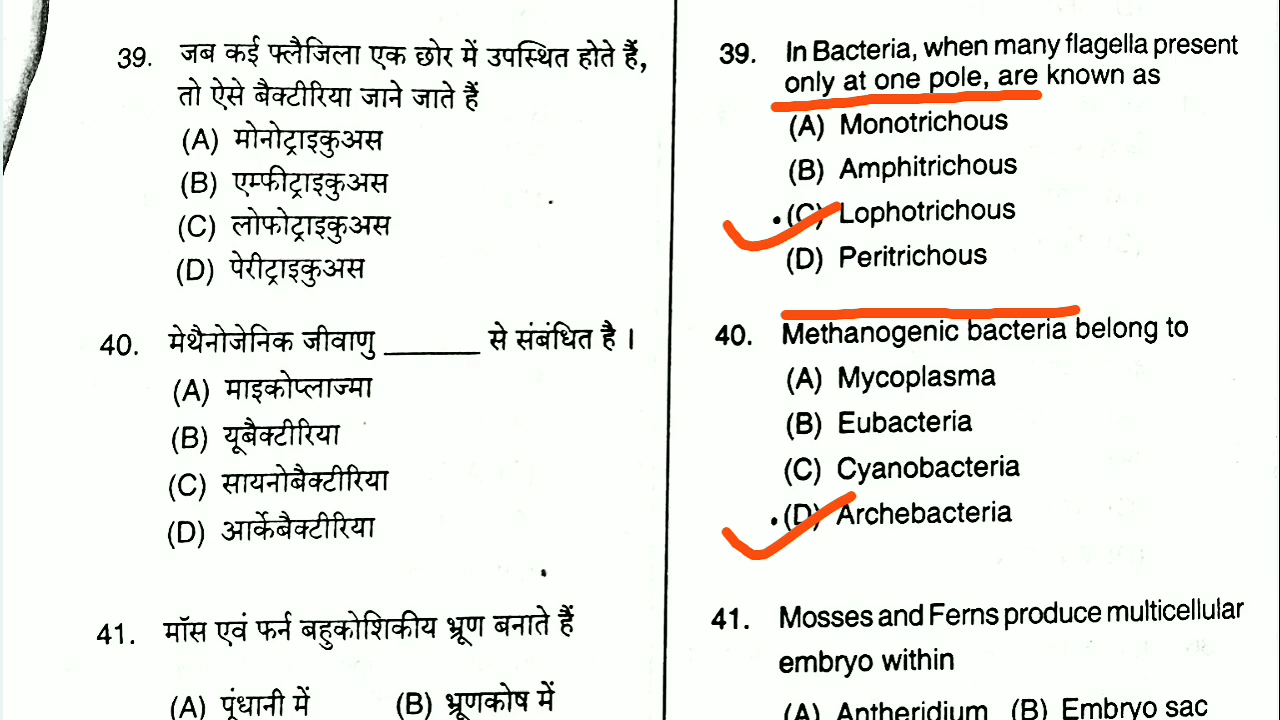 39. जब कई फ्लैजिला एक छोर में उपस्थित होते हैं,
तो ऐसे बैक्टीरिया जाने जाते हैं
(A) मोनोट्राइकुअस
(B) एम्फीट्राइकुअस
(C) लोफोट्राइकुअस
(D) पेरीट्राइकुअस
40. मेथैनोजेनिक जीवाणु ________ से संबंधित है ।
(A) माइकोप्लाज्मा
(B) यूबैक्टीरिया
(C) सायनोबैक्टीरिया
(D) आर्केबैक्टीरिया
41. मॉस एवं फर्न बहुकोशिकीय भ्रूण बनाते हैं
(A) पूंधानी में (B) भ्रूणकोष में
39. In Bacteria, when many flagella present
only at one pole, are known as
(A) Monotrichous
(B) Amphitrichous
(C) Lophotrichous
(D) Peritrichous
40. Methanogenic bacteria belong to
(A) Mycoplasma
(B) Eubacteria
(C) Cyanobacteria
(D) Archebacteria
41. Mosses and Ferns produce multicellular
embryo within
(A) Antheridium (B) Embryo sac